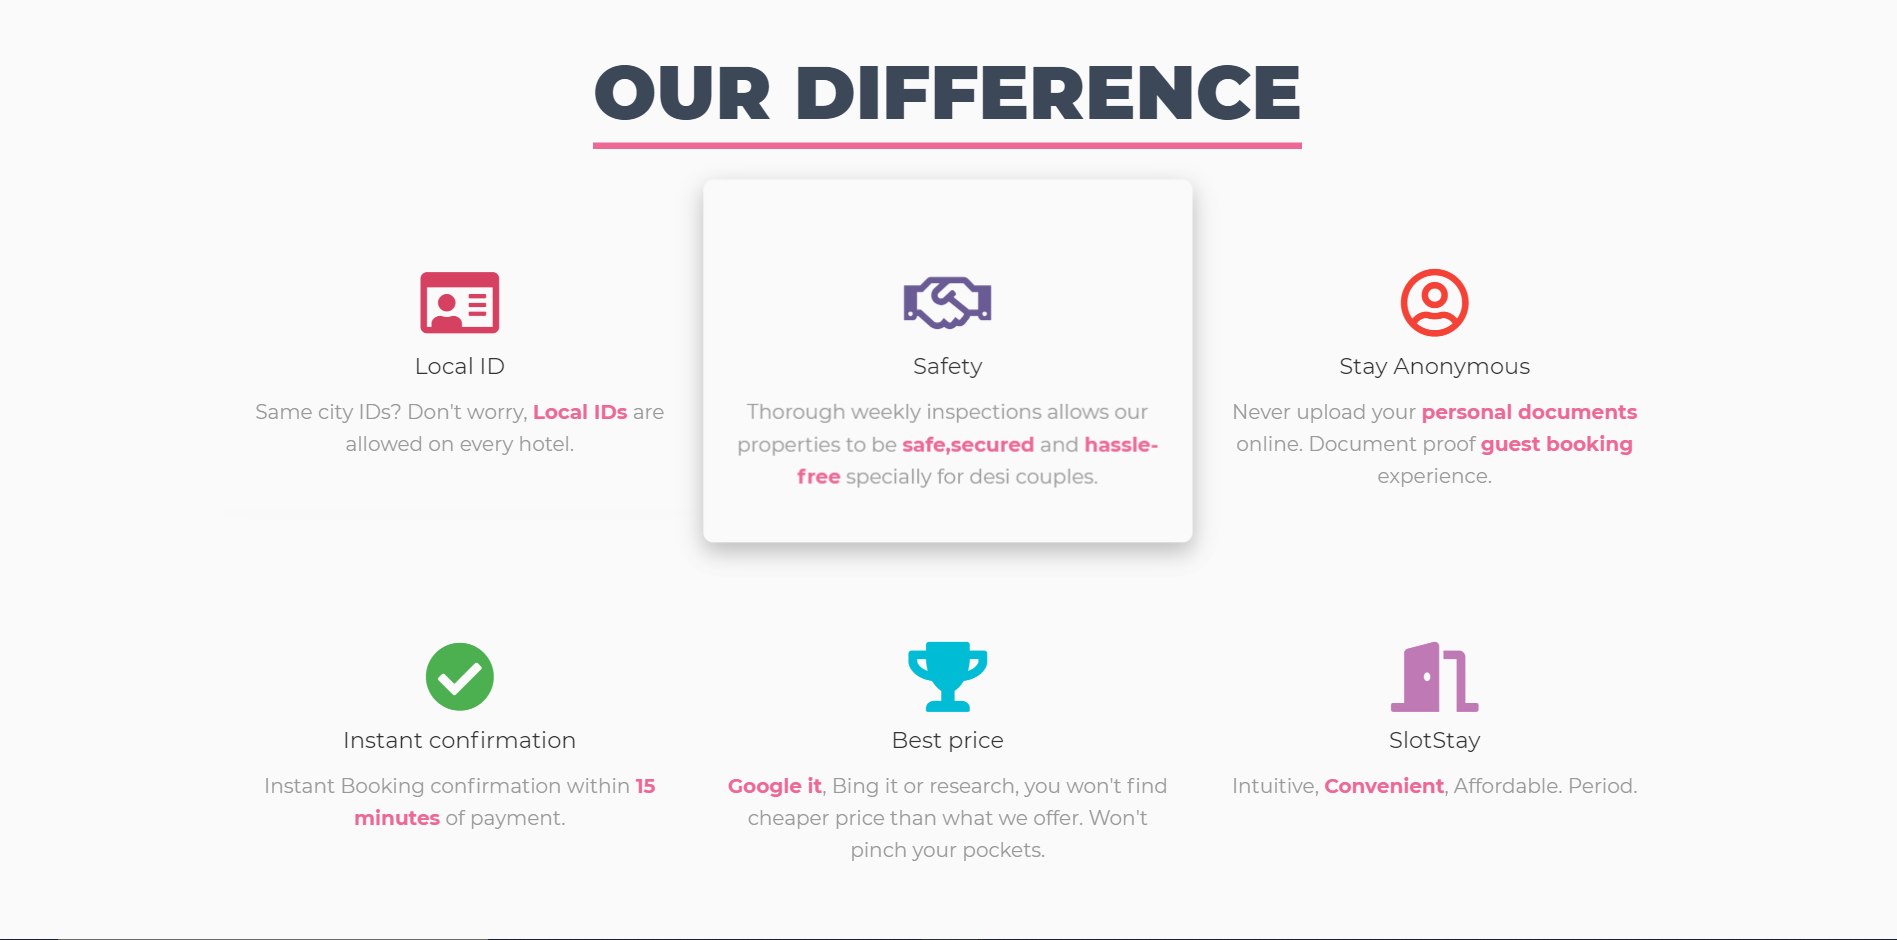 OUR DIFFERENCE
Local ID
Same city IDs? Don't worry, Local IDs are
allowed on every hotel.
Safety
Thorough weekly inspections allows our
properties to be safe,secured and hassle-
free specially for desi couples.
Stay Anonymous
Never upload your personal documents
online. Document proof guest booking
experience.
Instant confirmation
Instant Booking confirmation within 15
minutes of payment.
Best price
Google it, Bing it or research, you won't find
cheaper price than what we offer. Won't
pinch your pockets.
SlotStay
Intuitive, Convenient, Affordable. Period.